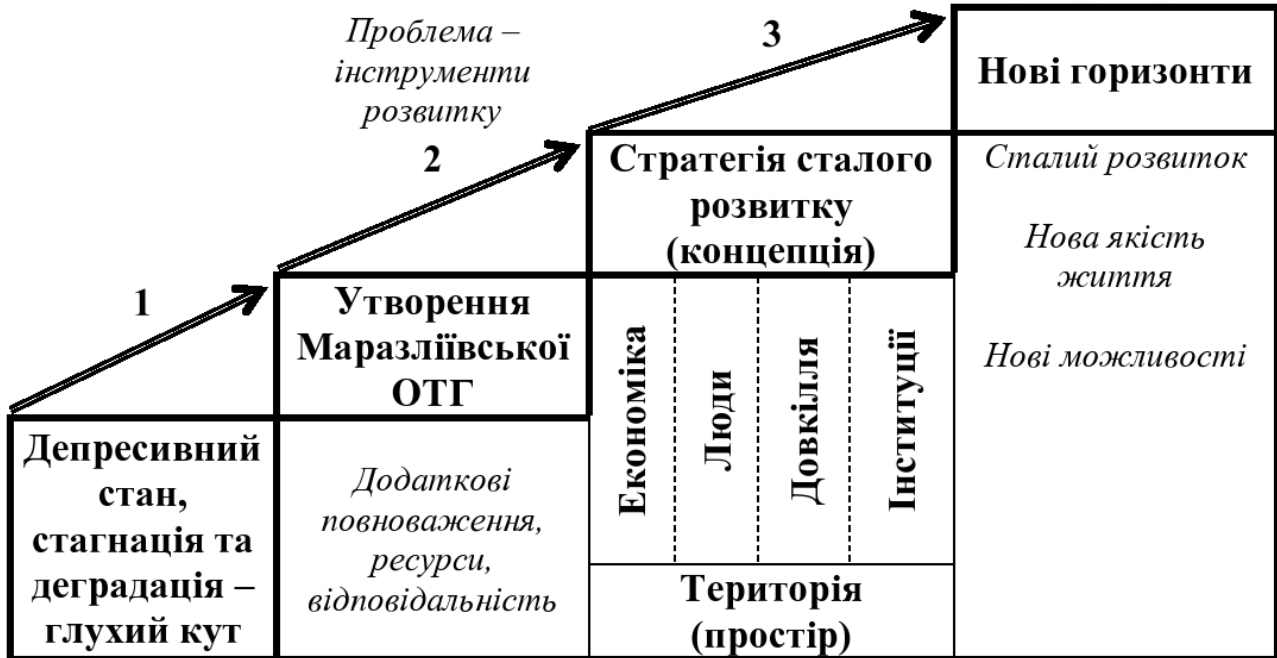 Проблема –
інструменти
розвитку
1
2
3
Депресивний
стан,
стагнація та
деградація –
глухий кут
Утворення
Маразліївської
ОТГ
Додаткові
повноваження,
ресурси,
відповідальність
Стратегія сталого
розвитку
(концепція)
Економіка
Люди
Довкілля
Інституції
Територія
(простір)
Нові горизонти
Сталий розвиток
Нова якість
життя
Нові можливості